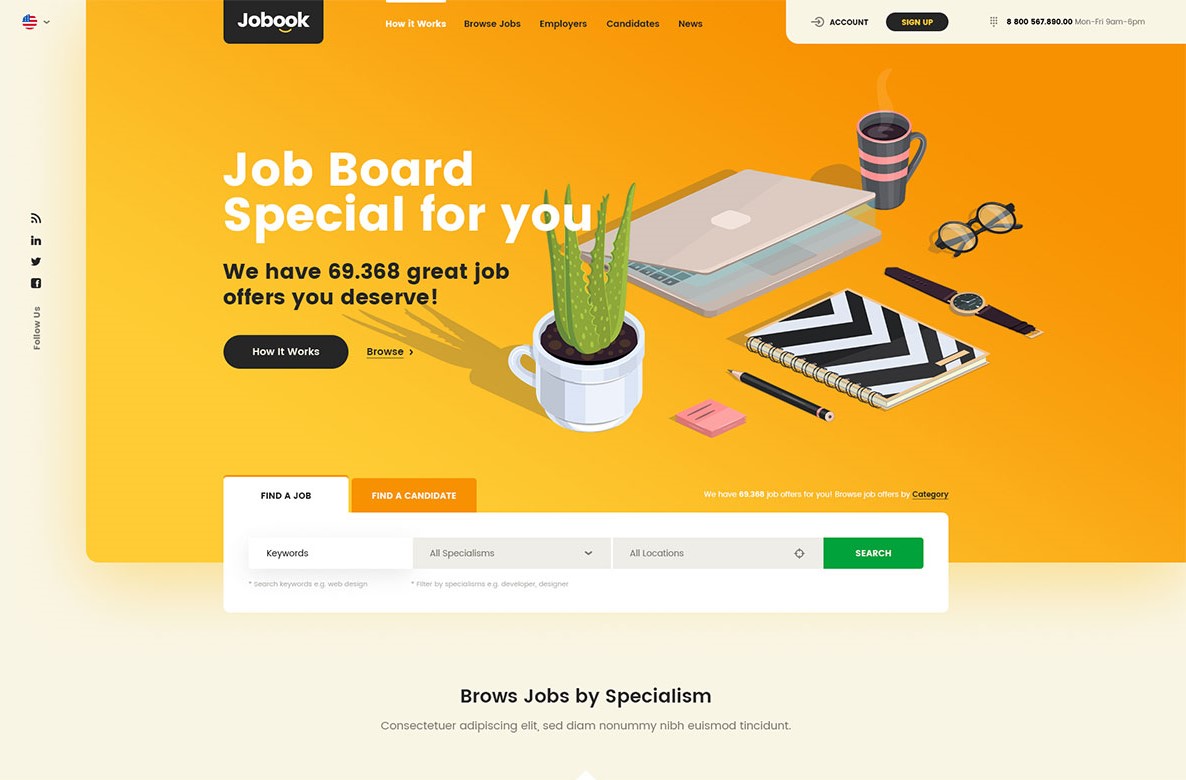 Jobook
How it Works
Browse Jobs
Employers
Candidates
News
ACCOUNT
SIGN UP
8 800 567.890.00 Mon-Fri 9am-6pm
Job Board
Special for you
We have 69.368 great job
offers you deserve!
How It Works
Browse
Follow Us
FIND A JOB
FIND A CANDIDATE
We have 69.368 job offers for you! Browse job offers by Category
Keywords
All Specialisms
All Locations
SEARCH
* Search keywords e.g. web design
* Filter by specialisms e.g. developer, designer
Brows Jobs by Specialism
Consectetuer adipiscing elit, sed diam nonummy nibh euismod tincidunt.